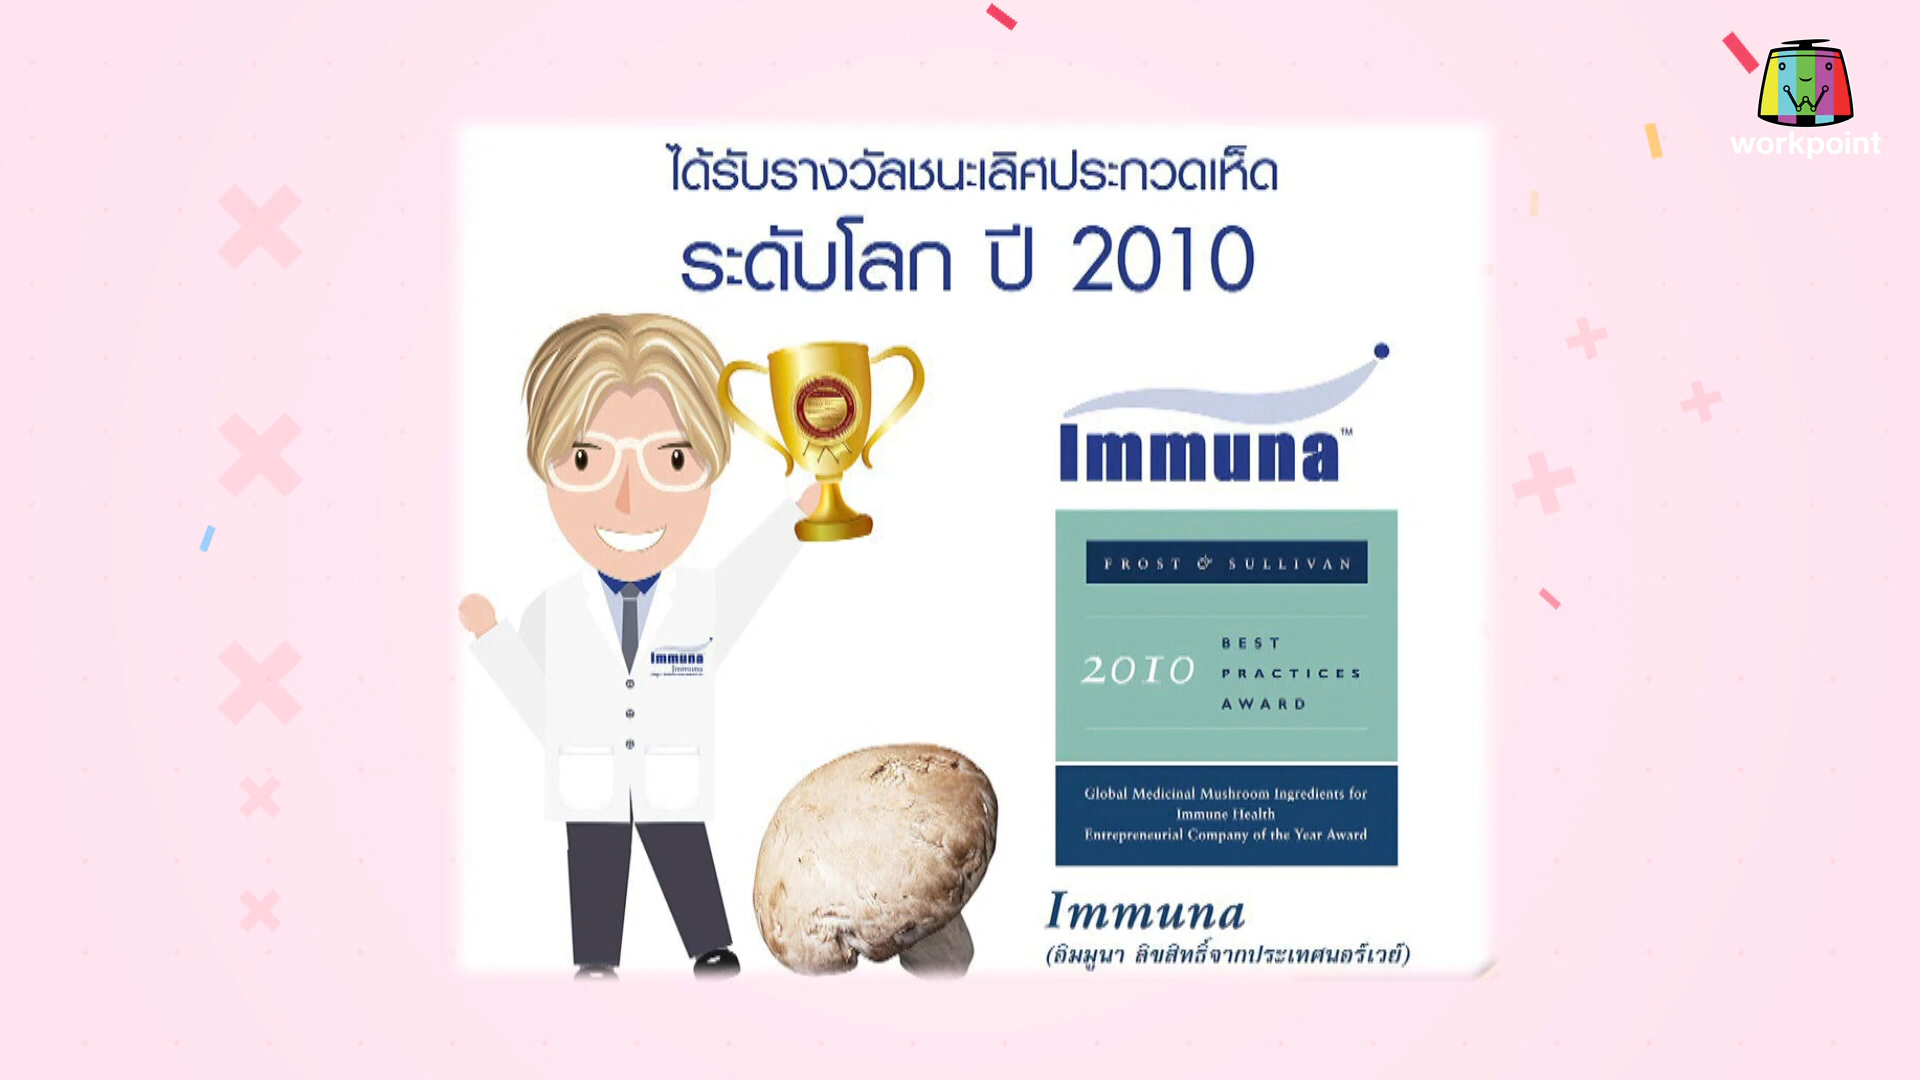 workpoint
ได้รับรางวัลชนะเลิศประกวดเห็ด
ระดับโลก ปี 2010
Immuna™
FROST & SULLIVAN
2010
BEST
PRACTICES
AWARD
Immuna
Immuna
Global Medicinal Mushroom Ingredients for
Immune Health
Entrepreneurial Company of the Year Award
Immuna
(อิมมูนา ลิขสิทธิ์จากประเทศนอร์เวย์)